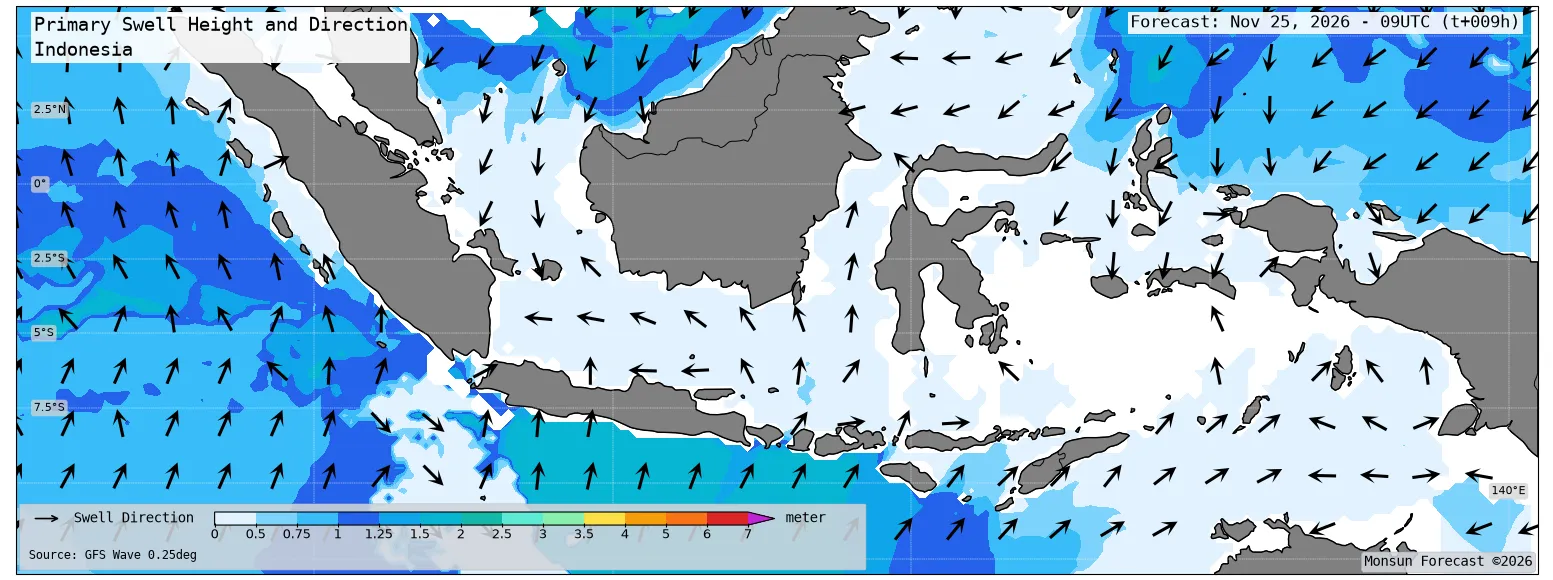 Primary Swell Height and Direction
Indonesia
Forecast: Nov 25, 2026 - 09UTC (t+009h)
2.5°N
0°
2.5°S
5°S
7.5°S
140°E
Swell Direction
0 0.5 0.75 1 1.25 1.5 2 2.5 3 3.5 4 5 6 7 meter
Source: GFS Wave 0.25deg
Monsun Forecast ©2026